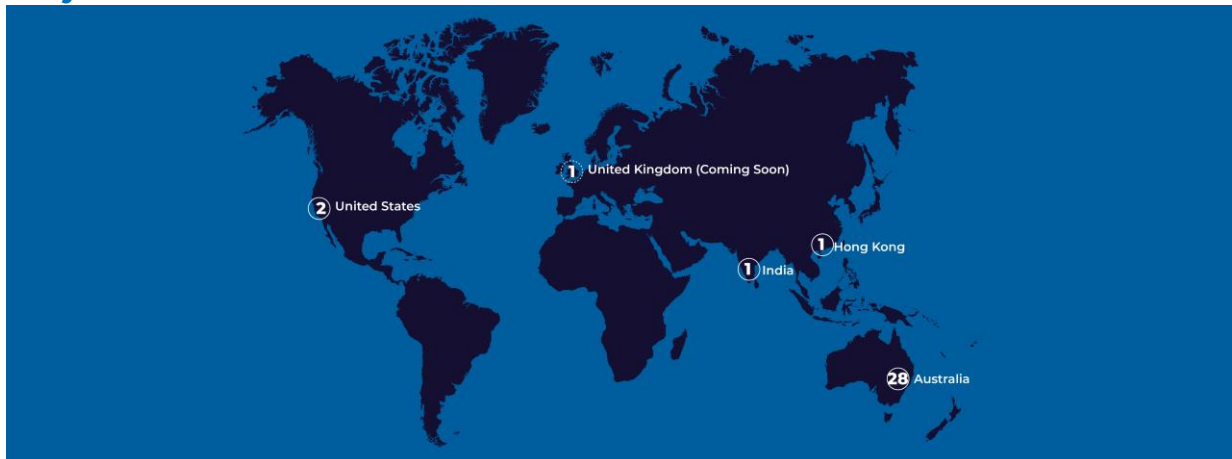 1 United Kingdom (Coming Soon)
2 United States
1 Hong Kong
1 India
28 Australia